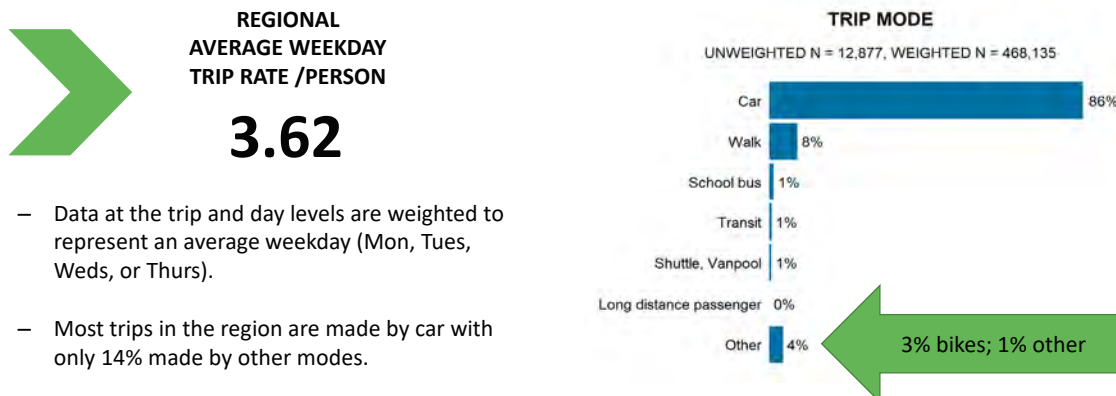 REGIONAL
AVERAGE WEEKDAY
TRIP RATE /PERSON
3.62
– Data at the trip and day levels are weighted to
represent an average weekday (Mon, Tues,
Weds, or Thurs).
– Most trips in the region are made by car with
only 14% made by other modes.
TRIP MODE
UNWEIGHTED N = 12,877, WEIGHTED N = 468,135
Car 86%
Walk 8%
School bus 1%
Transit 1%
Shuttle, Vanpool 1%
Long distance passenger 0%
Other 4%
3% bikes; 1% other